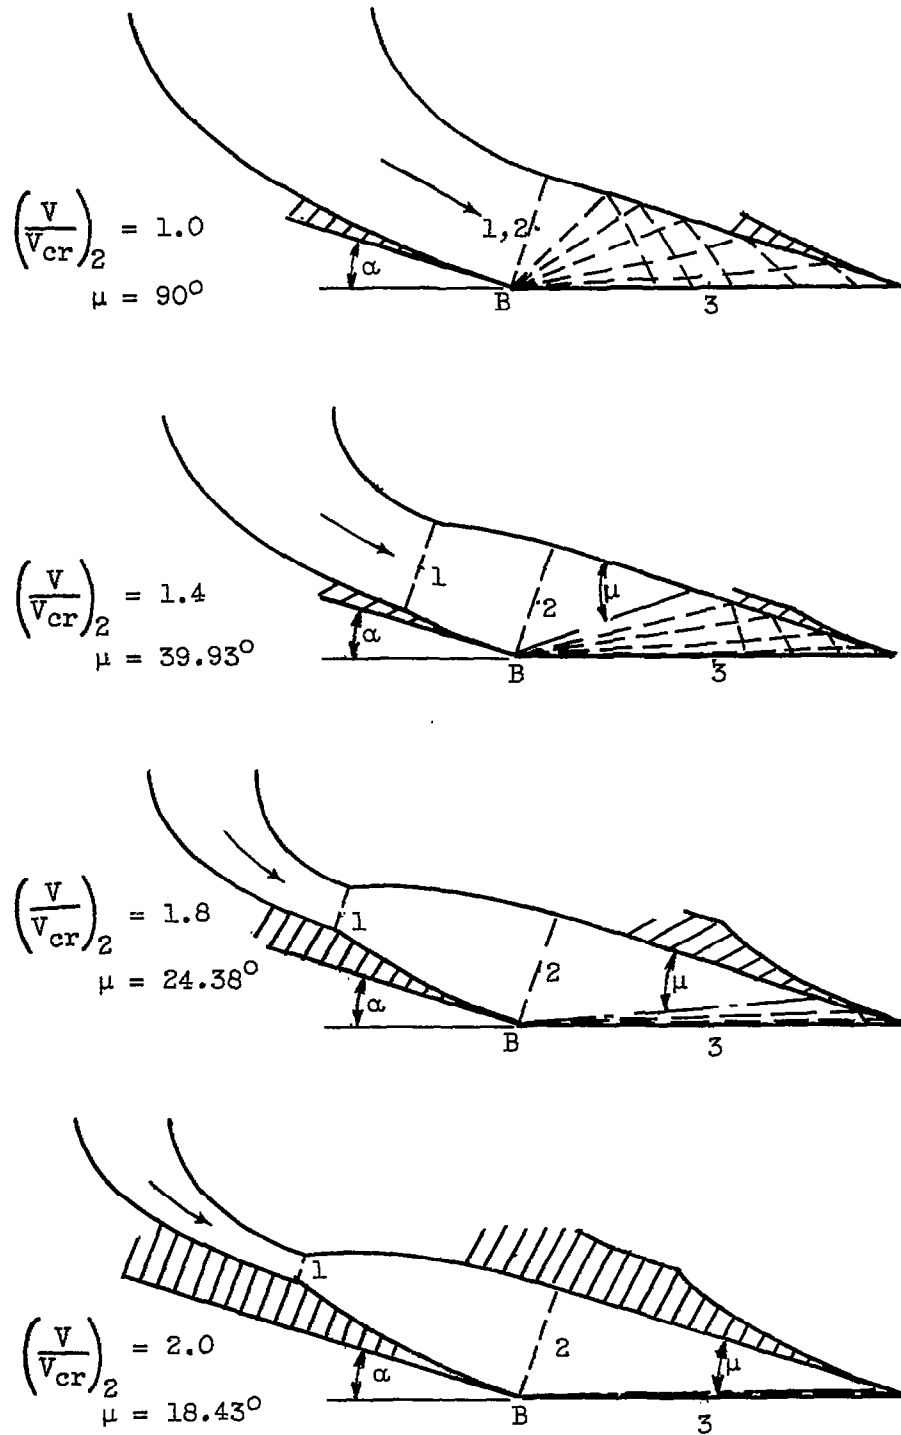 (V/Vcr)2 = 1.0
μ = 90°
α
1,2
B
3
(V/Vcr)2 = 1.4
μ = 39.93°
α
1
2
μ
B
3
(V/Vcr)2 = 1.8
μ = 24.38°
α
1
2
μ
B
3
(V/Vcr)2 = 2.0
μ = 18.43°
α
1
2
μ
B
3